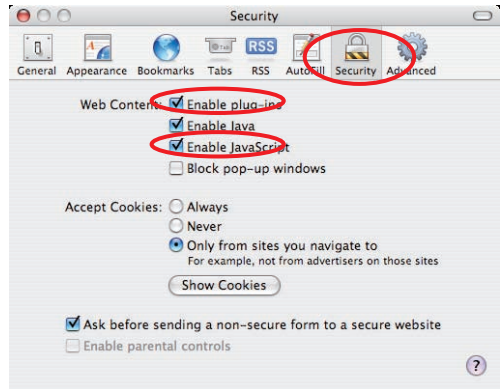 Security
RSS
General Appearance Bookmarks Tabs RSS AutoFill Security Advanced
Web Content: Enable plug-ins
Enable Java
Enable JavaScript
Block pop-up windows
Accept Cookies: Always
Never
Only from sites you navigate to
For example, not from advertisers on those sites
Show Cookies
Ask before sending a non-secure form to a secure website
Enable parental controls
?